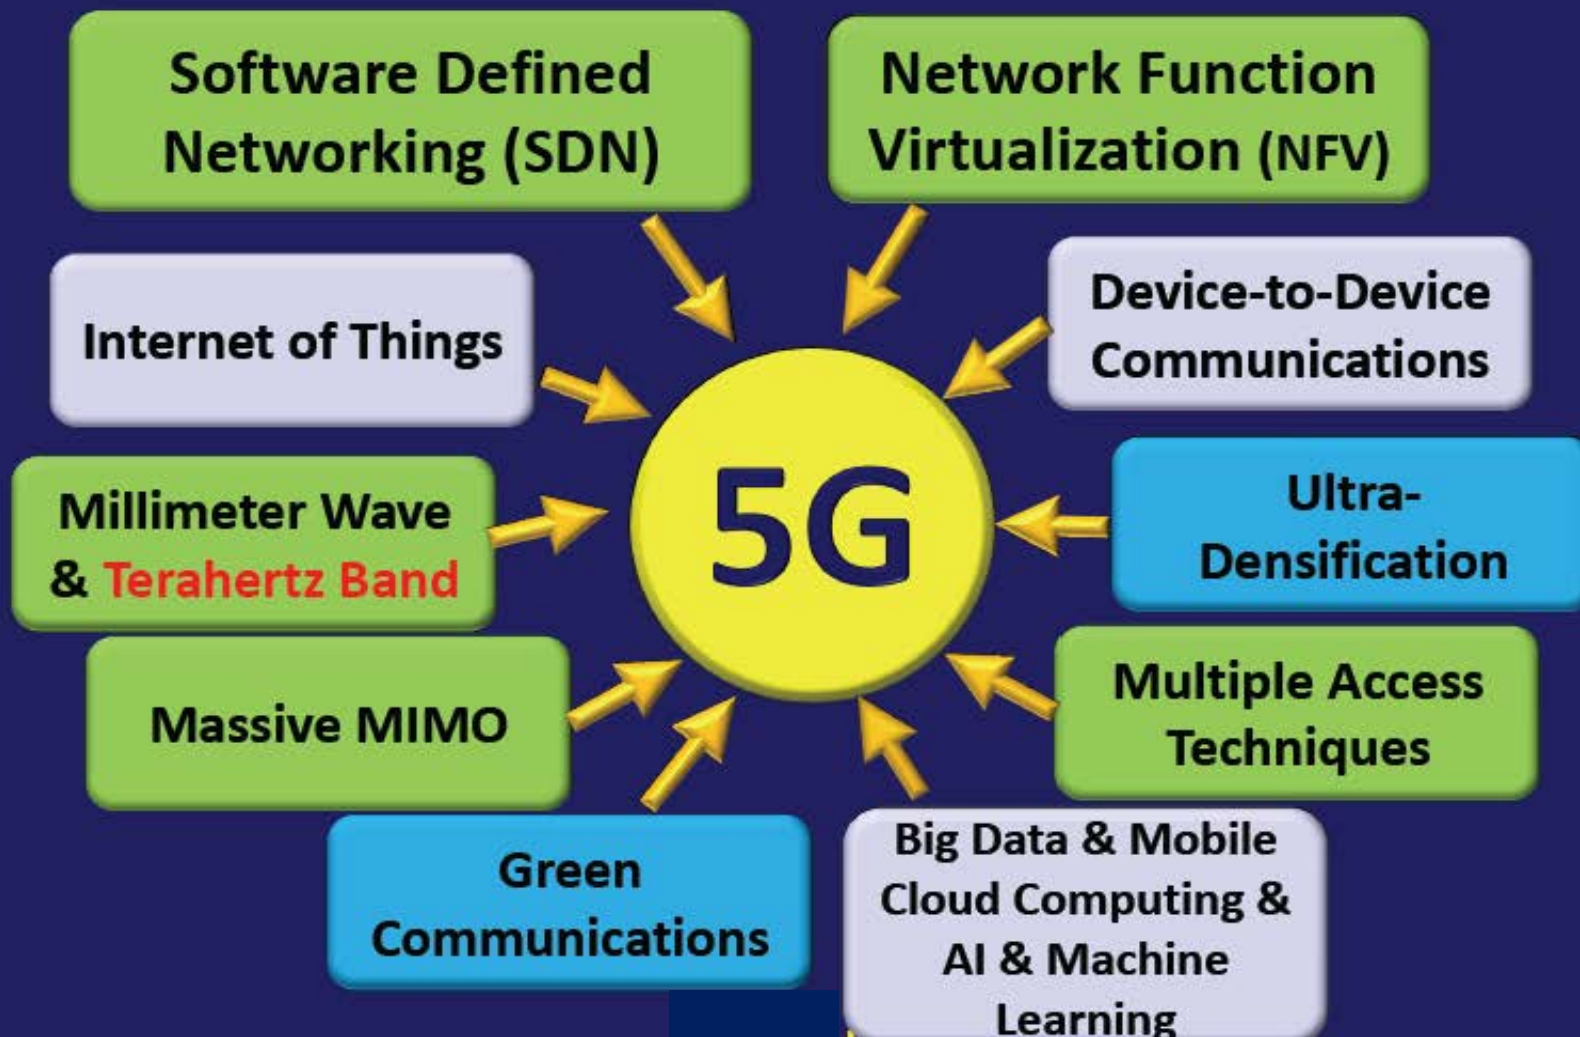 Software Defined
Networking (SDN)
Network Function
Virtualization (NFV)
Internet of Things
Device-to-Device
Communications
Millimeter Wave
& Terahertz Band
5G
Ultra-
Densification
Massive MIMO
Multiple Access
Techniques
Green
Communications
Big Data & Mobile
Cloud Computing &
AI & Machine
Learning